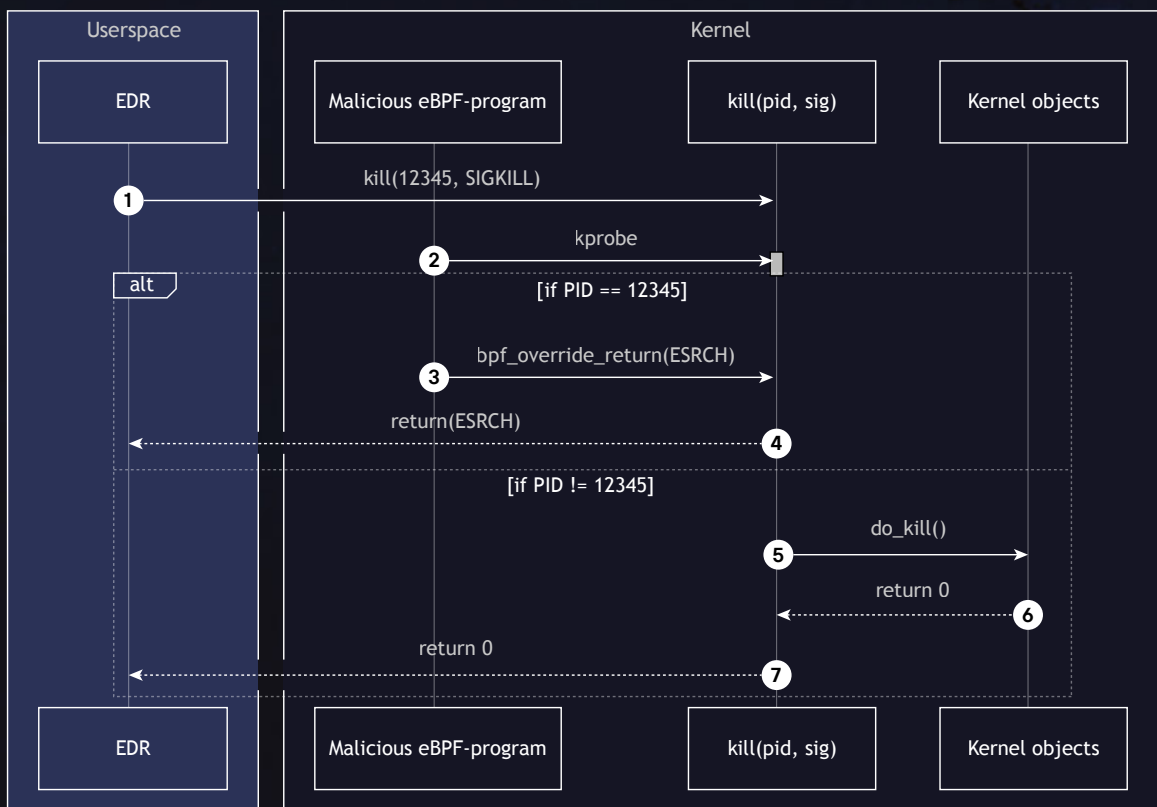 Userspace
Kernel
EDR
Malicious eBPF-program
kill(pid, sig)
Kernel objects
kill(12345, SIGKILL)
1
kprobe
2
alt
[if PID == 12345]
bpf_override_return(ESRCH)
3
return(ESRCH)
4
[if PID != 12345]
do_kill()
5
return 0
6
return 0
7
EDR
Malicious eBPF-program
kill(pid, sig)
Kernel objects